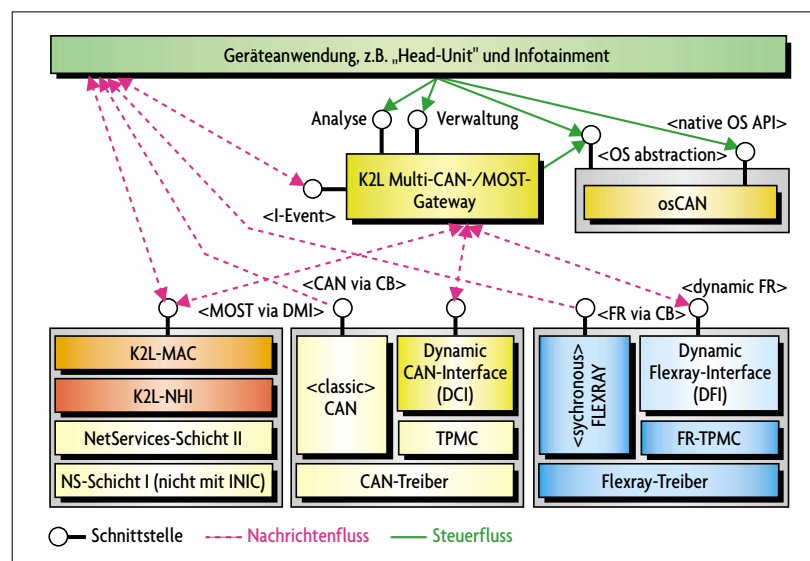 Geräteanwendung, z.B. „Head-Unit" und Infotainment
Analyse
Verwaltung
<native OS API>
<OS abstraction>
K2L Multi-CAN-/MOST-
Gateway
osCAN
<I-Event>
<CAN via CB>
<dynamic FR>
<MOST via DMI>
<FR via CB>
K2L-MAC
K2L-NHI
NetServices-Schicht II
NS-Schicht I (nicht mit INIC)
<classic>
CAN
Dynamic
CAN-Interface
(DCI)
TPMC
CAN-Treiber
<sychronous>
FLEXRAY
Dynamic
Flexray-Interface
(DFI)
FR-TPMC
Flexray-Treiber
Schnittstelle
Nachrichtenfluss
Steuerfluss